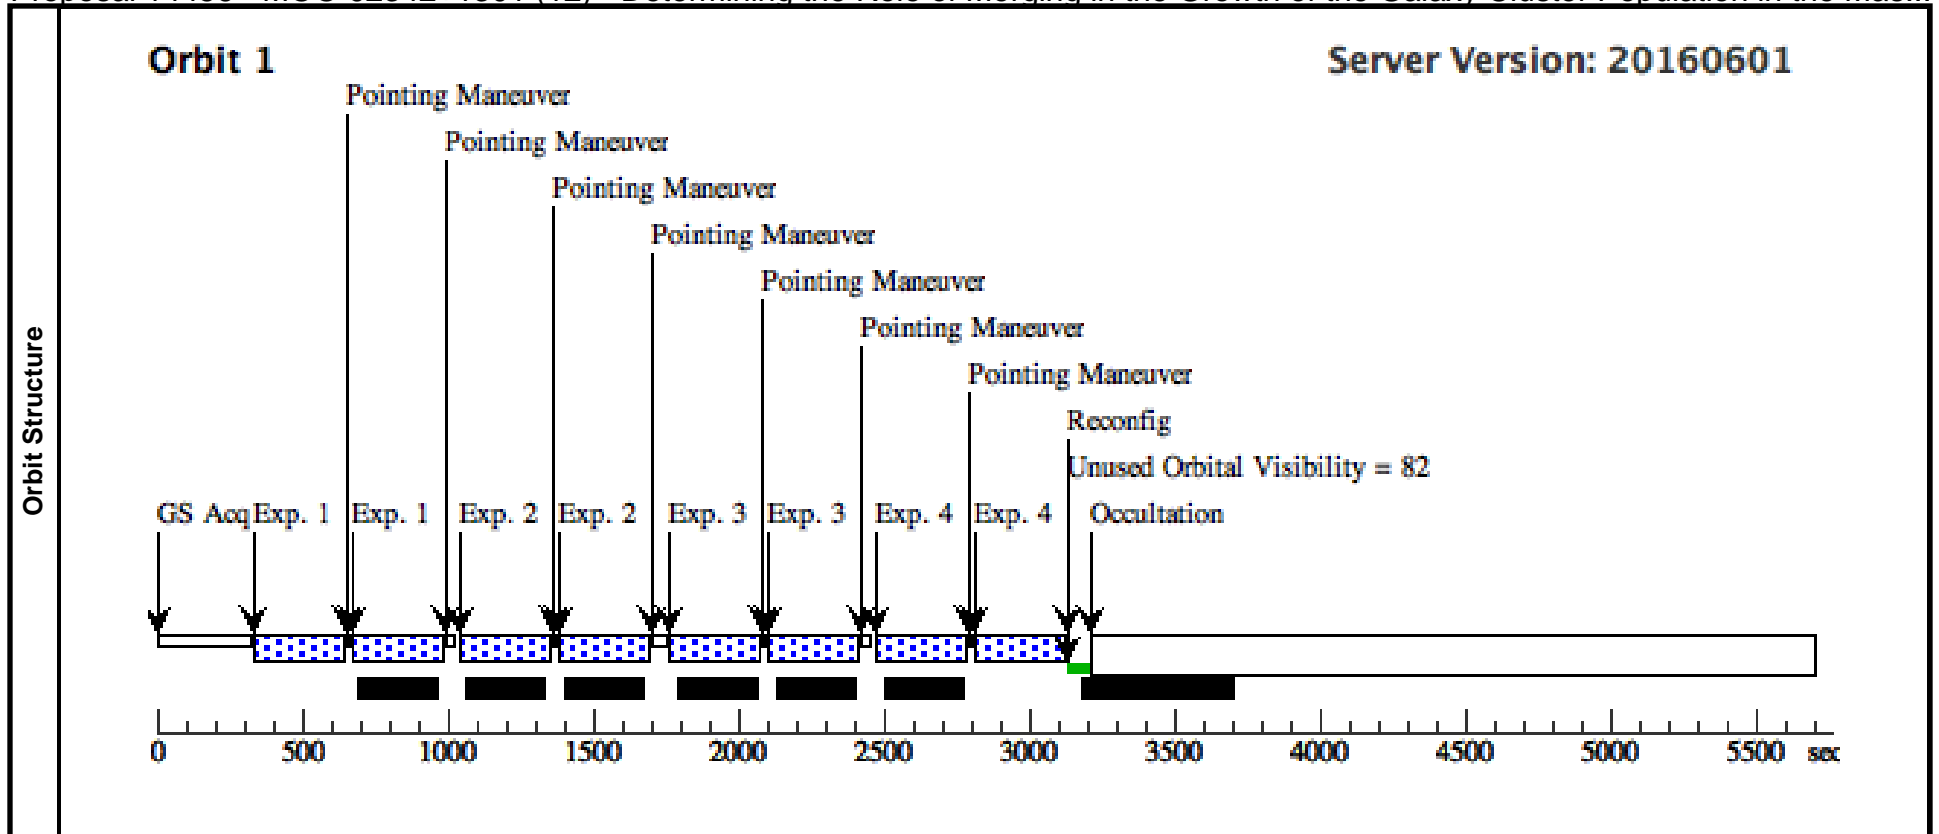 Orbit 1
Server Version: 20160601
Pointing Maneuver
Pointing Maneuver
Pointing Maneuver
Pointing Maneuver
Pointing Maneuver
Pointing Maneuver
Pointing Maneuver
Reconfig
Unused Orbital Visibility = 82
GS Acq Exp. 1 Exp. 1 Exp. 2 Exp. 2 Exp. 3 Exp. 3 Exp. 4 Exp. 4 Occultation
Orbit Structure
0 500 1000 1500 2000 2500 3000 3500 4000 4500 5000 5500 sec